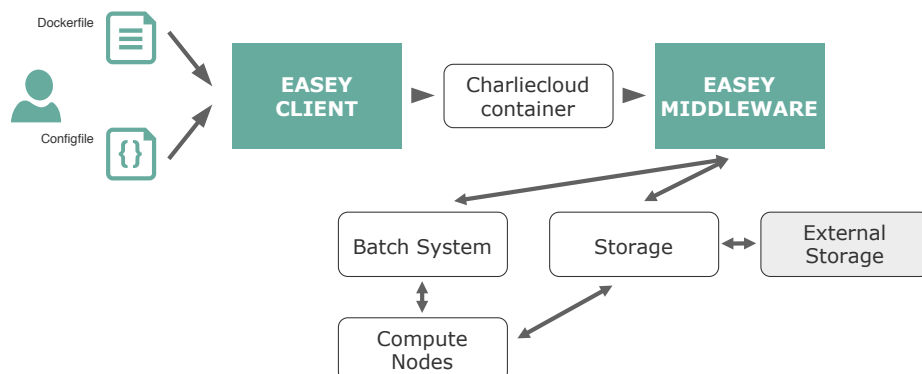 Dockerfile
Configfile
{}
EASEY
CLIENT
Charliecloud
container
EASEY
MIDDLEWARE
Batch System
Storage
External
Storage
Compute
Nodes